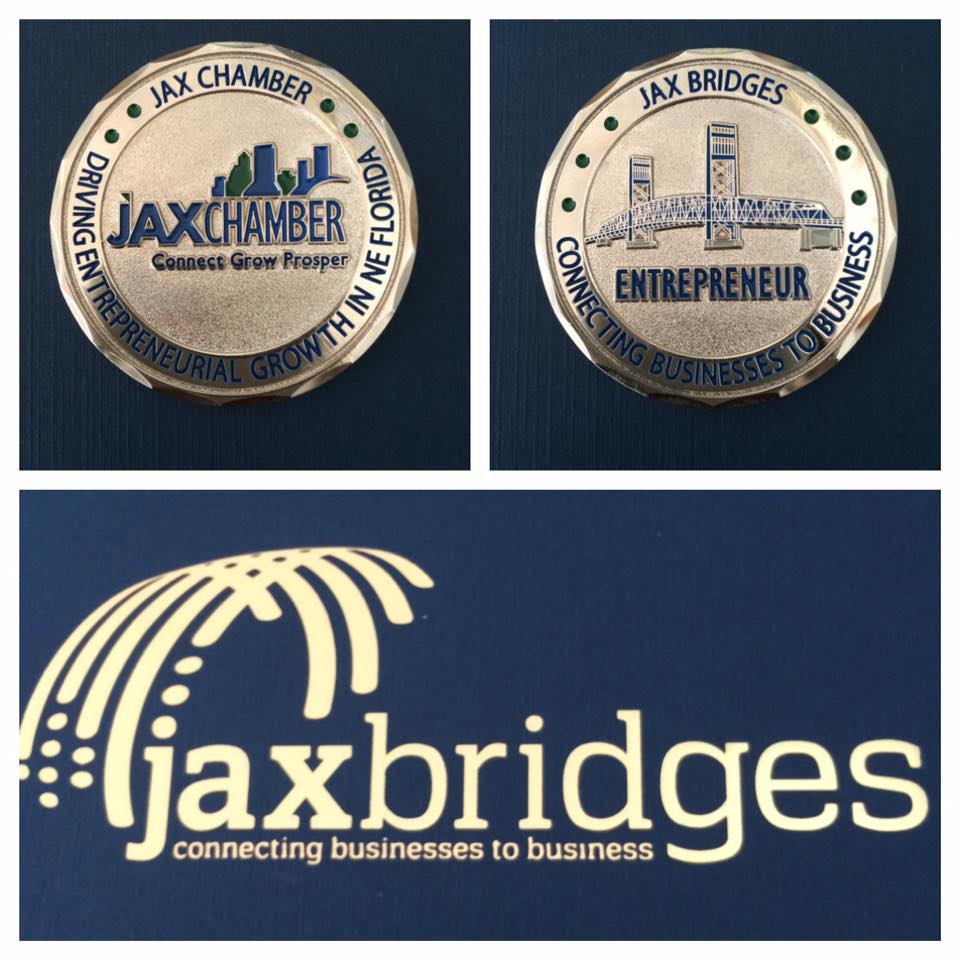 JAX CHAMBER
JAXCHAMBER
Connect Grow Prosper
DRIVING ENTREPRENEURIAL GROWTH IN NE FLORIDA
JAX BRIDGES
ENTREPRENEUR
CONNECTING BUSINESSES TO BUSINESS
jaxbridges
connecting businesses to business